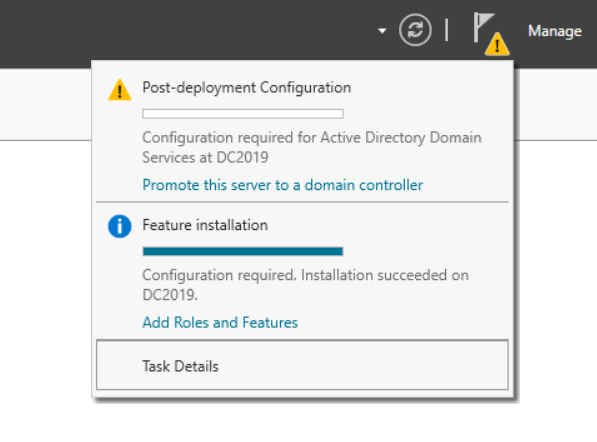 Manage
Post-deployment Configuration
Configuration required for Active Directory Domain
Services at DC2019
Promote this server to a domain controller
Feature installation
Configuration required. Installation succeeded on
DC2019.
Add Roles and Features
Task Details